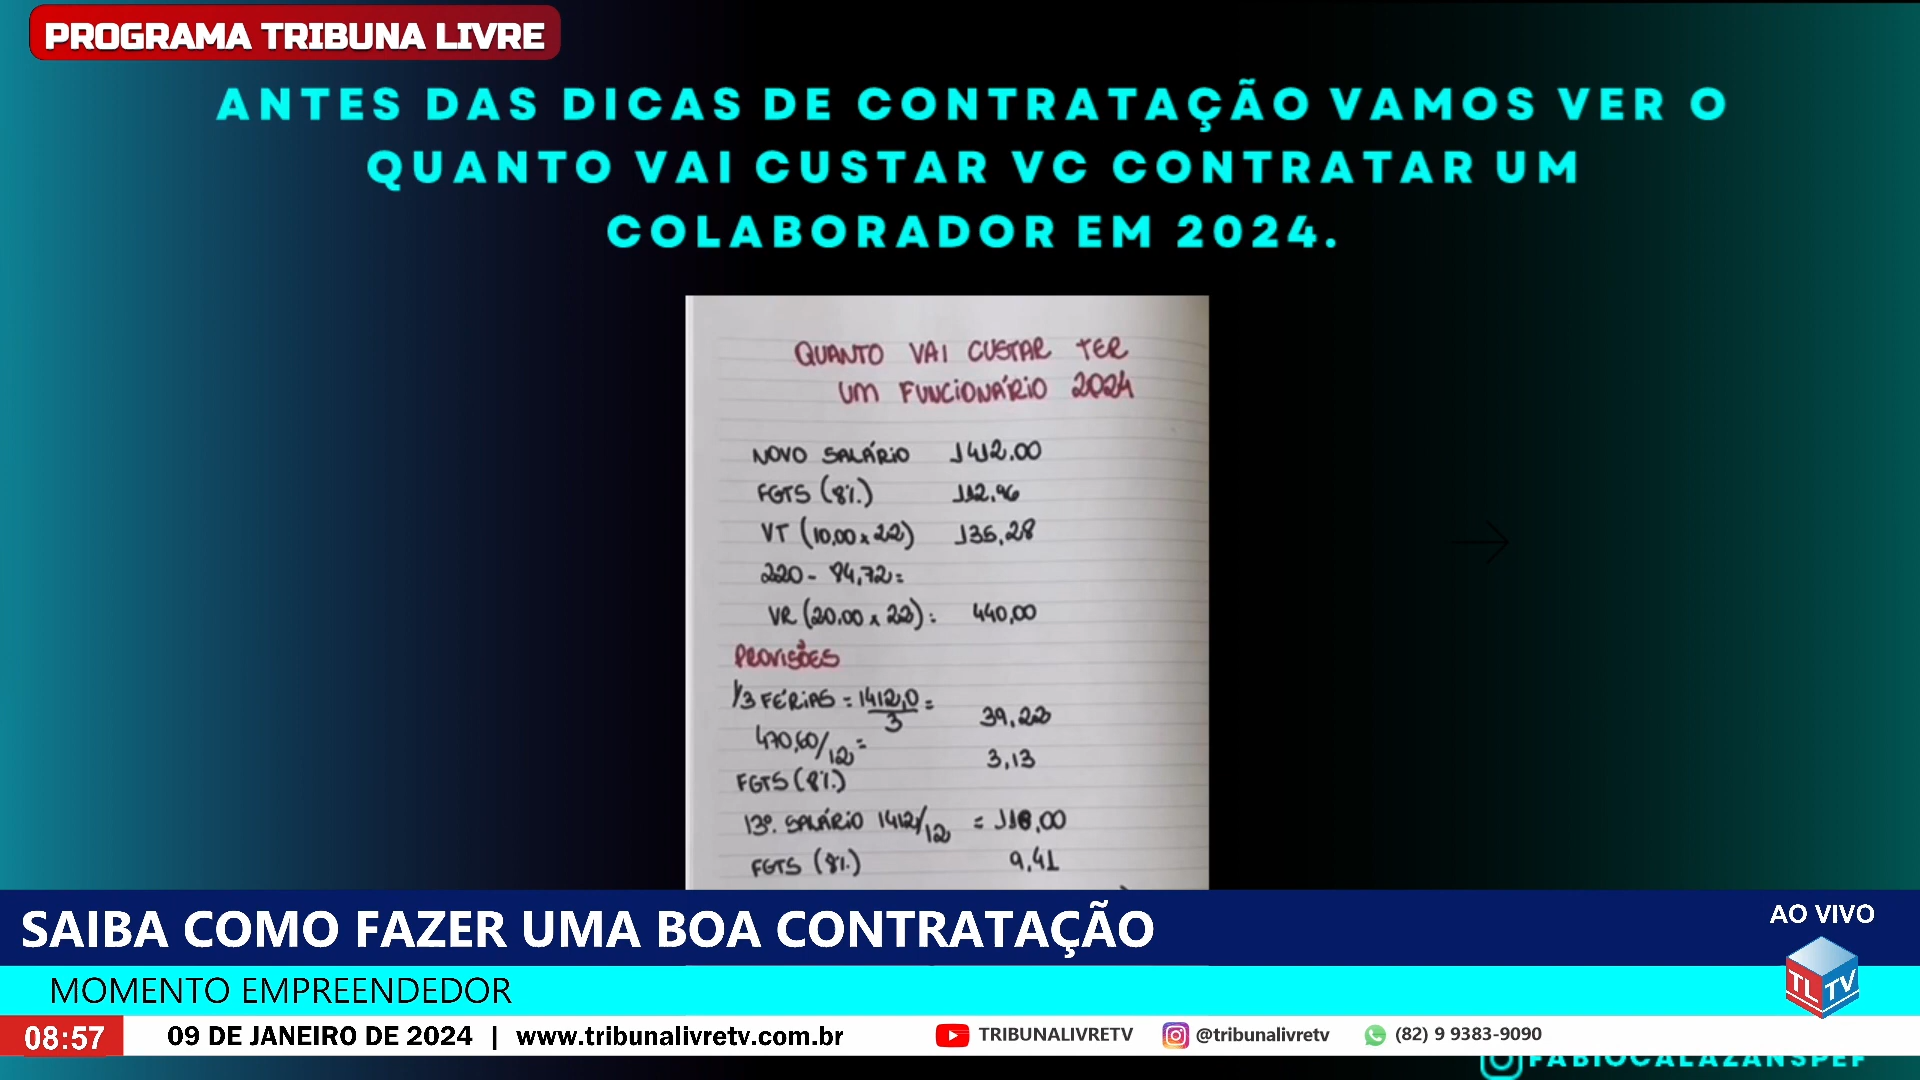 PROGRAMA TRIBUNA LIVRE
ANTES DAS DICAS DE CONTRATAÇÃO VAMOS VER O
QUANTO VAI CUSTAR VC CONTRATAR UM
COLABORADOR EM 2024.
QUANTO VAI CUSTAR TER
UM FUNCIONÁRIO 2024
NOVO SALÁRIO 1412.00
FGTS (8%) 112,96
VT (10,00 x 22) 135,28
220 - 84,72 =
VR (20.00 x 22) : 440,00
PROVISÕES
1/3 FÉRIAS = 1412,0 =
3
39,22
470,60/12 =
3,13
FGTS (8%)
13º. SALÁRIO 1412/12 = 118,00
FGTS (8%) 9,41
SAIBA COMO FAZER UMA BOA CONTRATAÇÃO
AO VIVO
MOMENTO EMPREENDEDOR
TL TV
08:57 09 DE JANEIRO DE 2024 | www.tribunalivretv.com.br TRIBUNALIVRETV @tribunalivretv (82) 9 9383-9090
FABIOCALAZANSPEF